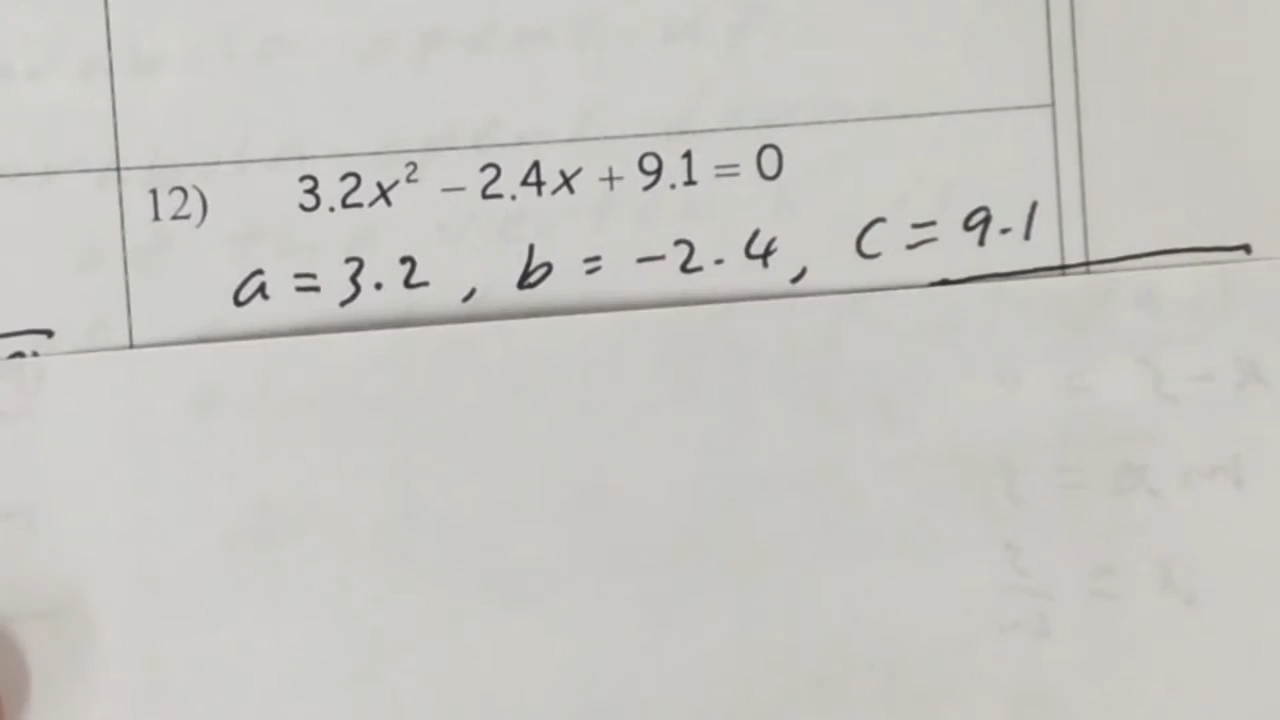 12) 3.2x² − 2.4x + 9.1 = 0
a = 3.2 , b = -2.4, c = 9.1